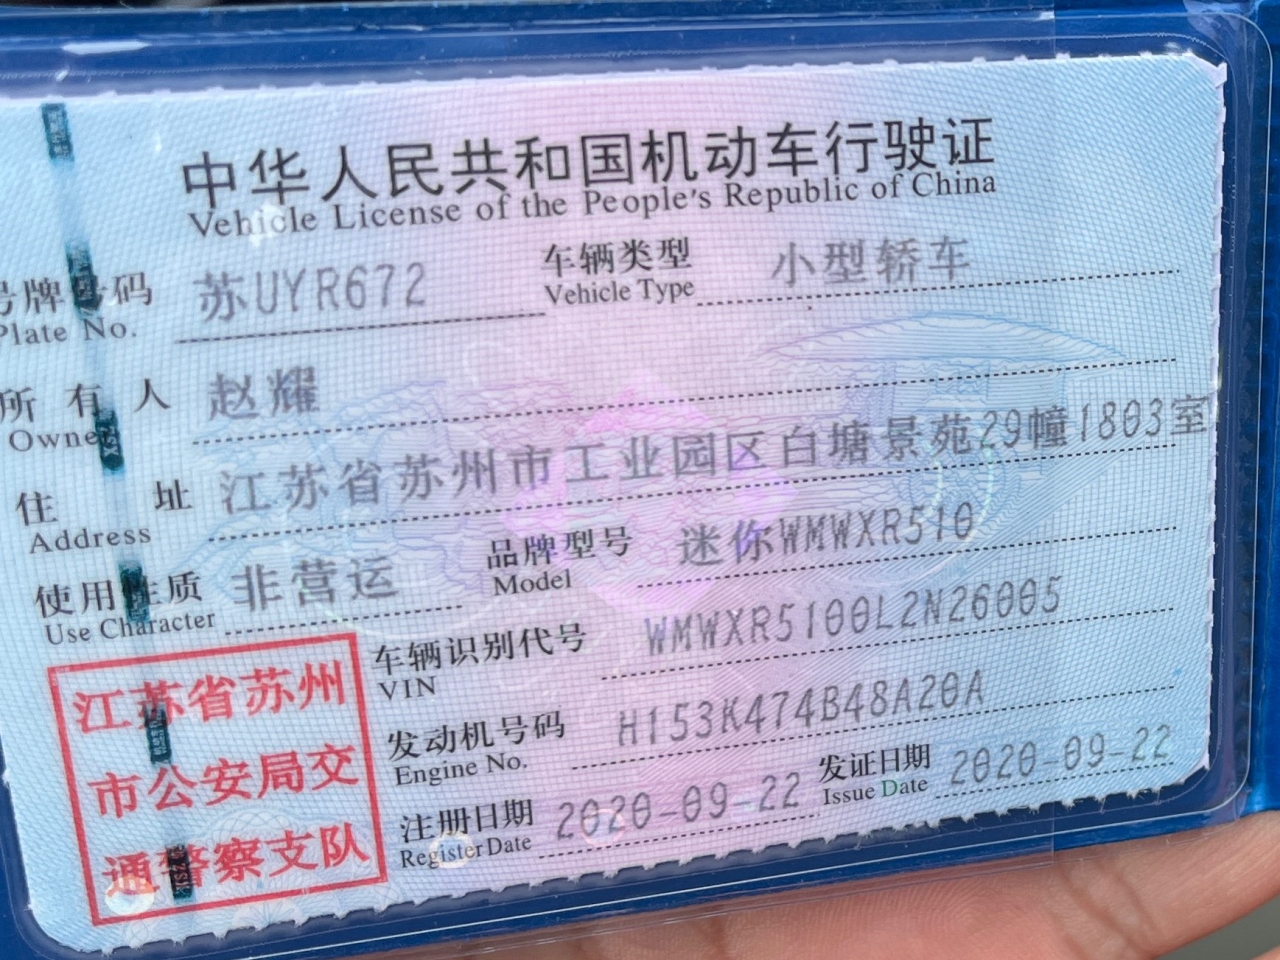 中华人民共和国机动车行驶证
Vehicle License of the People's Republic of China
号牌号码 苏UYR672 车辆类型 小型轿车
Plate No. Vehicle Type
所有人 赵耀
Owner
住址 江苏省苏州市工业园区白塘景苑29幢1803室
Address
使用性质 非营运 品牌型号 迷你WMWXR510
Use Character Model
车辆识别代号 WMWXR5100L2N26005
VIN
发动机号码 H153K474B48A20A
Engine No.
注册日期 2020-09-22 发证日期 2020-09-22
Register Date Issue Date
江苏省苏州
市公安局交
通警察支队